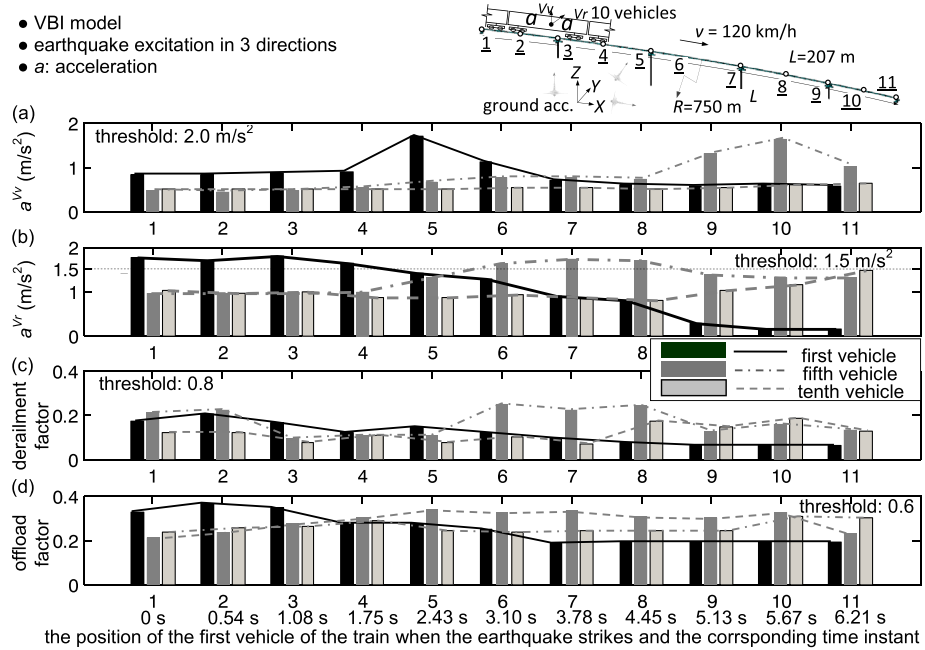 ● VBI model
● earthquake excitation in 3 directions
● a: acceleration
Vv Vr 10 vehicles
a a
v = 120 km/h
L=207 m
1 2 3 4 5 6 7 8 9 10 11
L
Z
Y
X
ground acc.
R=750 m
(a)
threshold: 2.0 m/s²
a^Vv (m/s²)
2
1
0
1 2 3 4 5 6 7 8 9 10 11
(b)
threshold: 1.5 m/s²
a^Vr (m/s²)
2
1.5
1
0
1 2 3 4 5 6 7 8
first vehicle
fifth vehicle
tenth vehicle
(c)
threshold: 0.8
derailment
factor
0.4
0.2
0
1 2 3 4 5 6 7 8 9 10 11
(d)
threshold: 0.6
offload
factor
0.4
0.2
0
1 2 3 4 5 6 7 8 9 10 11
0 s 0.54 s 1.08 s 1.75 s 2.43 s 3.10 s 3.78 s 4.45 s 5.13 s 5.67 s 6.21 s
the position of the first vehicle of the train when the earthquake strikes and the corrsponding time instant